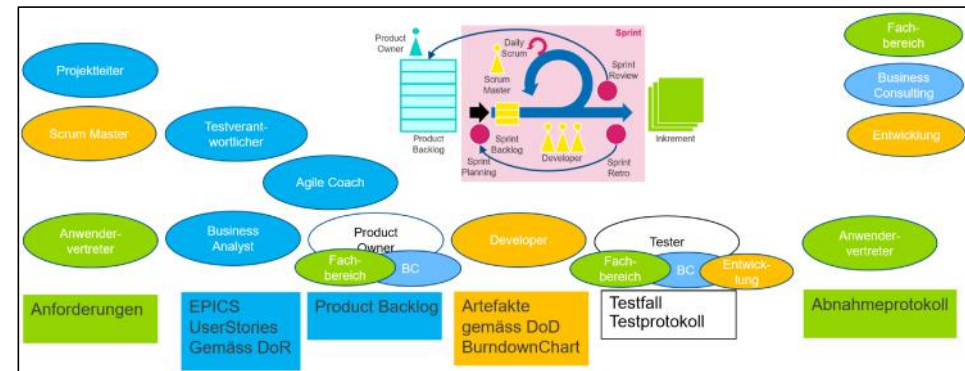 Product
Owner
Daily
Scrum
Sprint
Scrum
Master
Sprint
Review
Product
Backlog
Sprint
Backlog
Sprint
Planning
Developer
Sprint
Retro
Inkrement
Fach-
bereich
Business
Consulting
Entwicklung
Projektleiter
Scrum Master
Testverant-
wortlicher
Agile Coach
Anwender-
vertreter
Business
Analyst
Product
Owner
Fach-
bereich
BC
Developer
Tester
Fach-
bereich
BC
Entwick-
lung
Anwender-
vertreter
Anforderungen
EPICS
UserStories
Gemäss DoR
Product Backlog
Artefakte
gemäss DoD
BurndownChart
Testfall
Testprotokoll
Abnahmeprotokoll